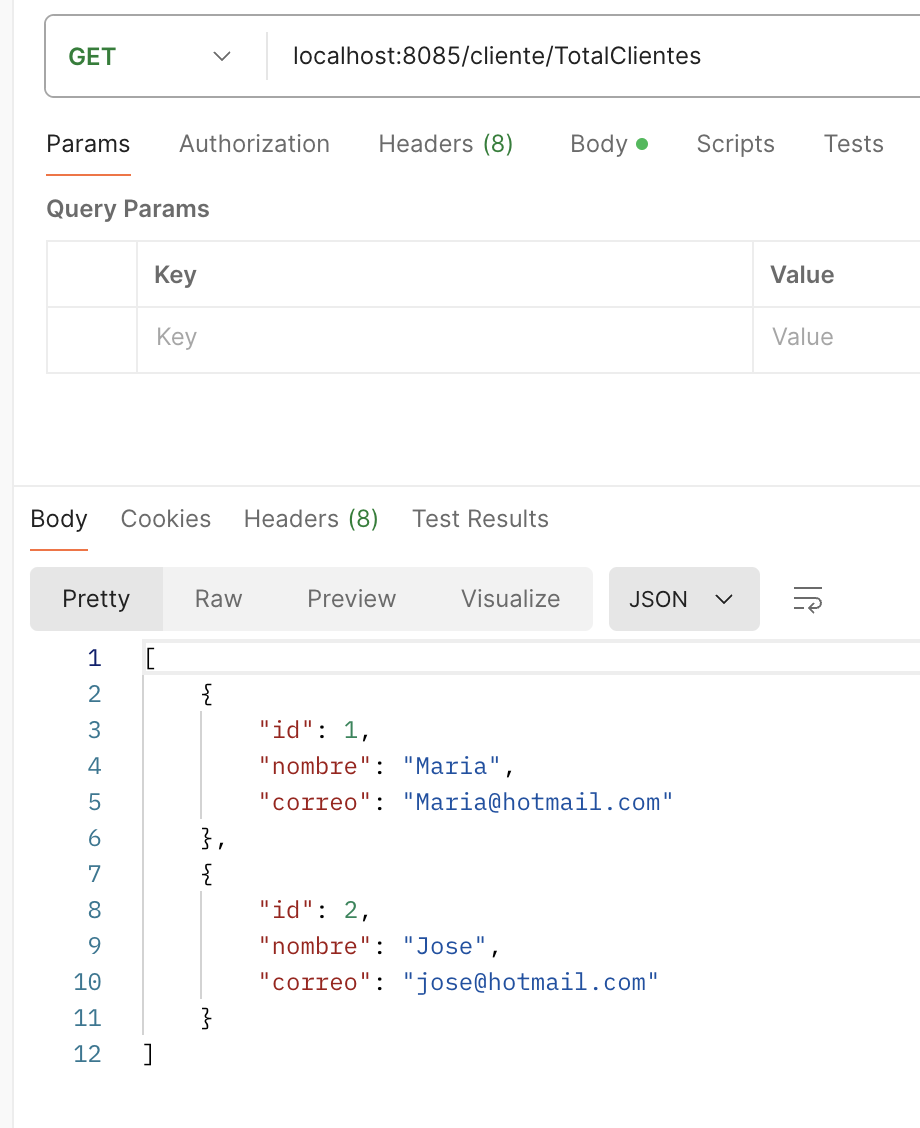 GET localhost:8085/cliente/TotalClientes
Params Authorization Headers (8) Body Scripts Tests
Query Params
Key Value
Key Value
Body Cookies Headers (8) Test Results
Pretty Raw Preview Visualize JSON
1 [
2 {
3 "id": 1,
4 "nombre": "Maria",
5 "correo": "Maria@hotmail.com"
6 },
7 {
8 "id": 2,
9 "nombre": "Jose",
10 "correo": "jose@hotmail.com"
11 }
12 ]